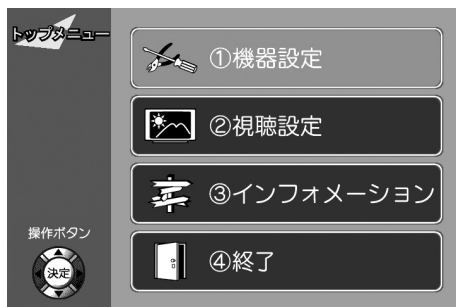 トップメニュー
①機器設定
②視聴設定
③インフォメーション
④終了
操作ボタン
決定